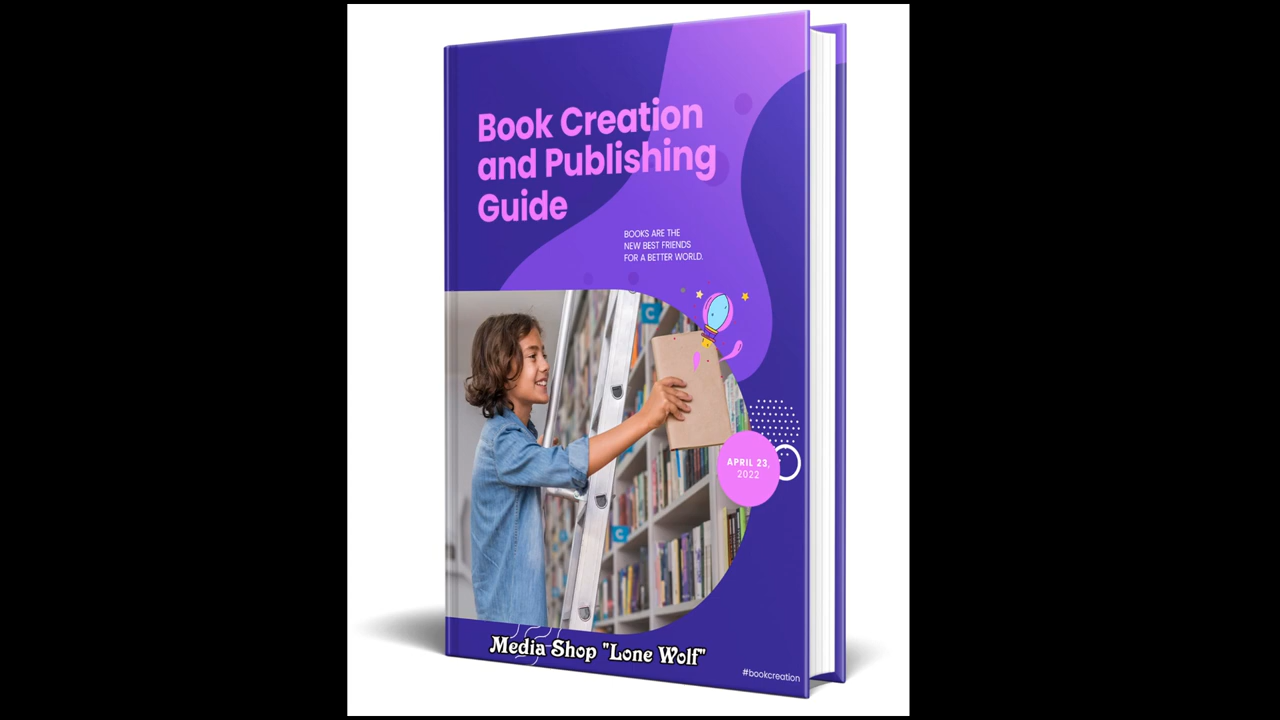 Book Creation
and Publishing
Guide
BOOKS ARE THE
NEW BEST FRIENDS
FOR A BETTER WORLD.
C
C
APRIL 23,
2022
Media Shop "Lone Wolf"
#bookcreation